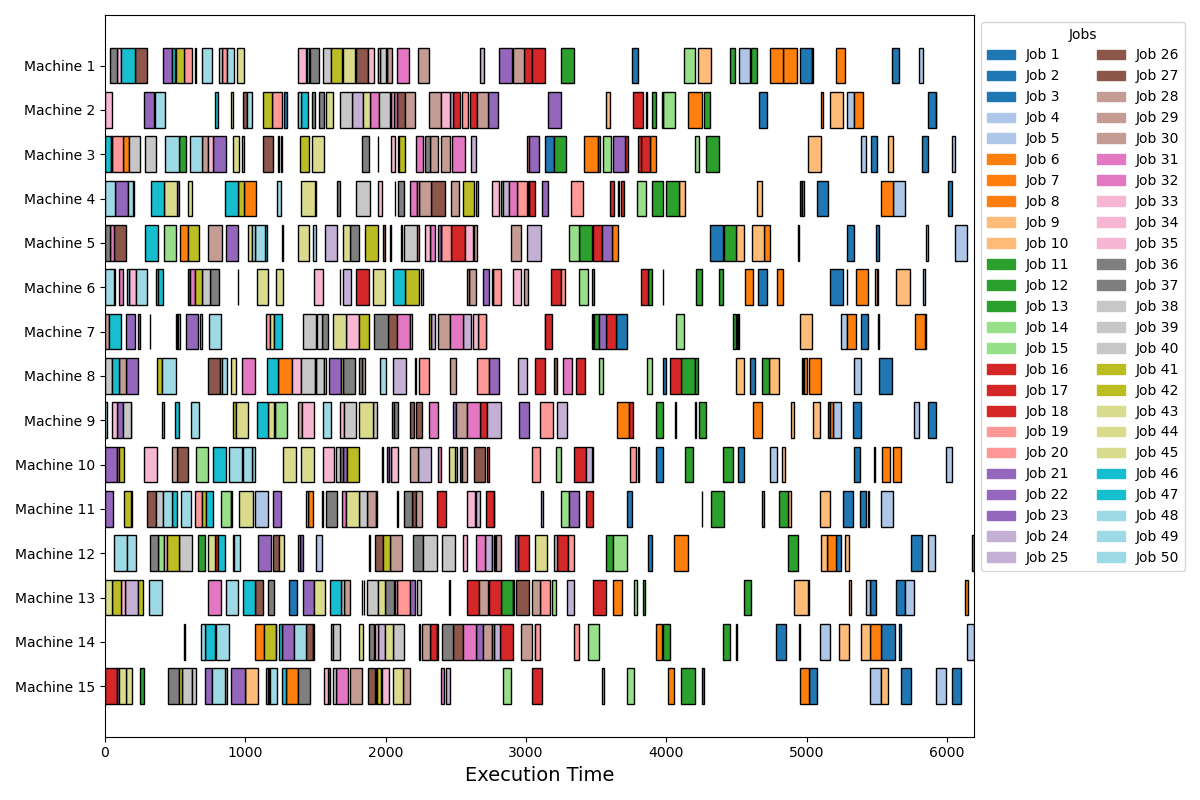 Machine 1
Machine 2
Machine 3
Machine 4
Machine 5
Machine 6
Machine 7
Machine 8
Machine 9
Machine 10
Machine 11
Machine 12
Machine 13
Machine 14
Machine 15
0 1000 2000 3000 4000 5000 6000
Execution Time
Jobs
Job 1
Job 2
Job 3
Job 4
Job 5
Job 6
Job 7
Job 8
Job 9
Job 10
Job 11
Job 12
Job 13
Job 14
Job 15
Job 16
Job 17
Job 18
Job 19
Job 20
Job 21
Job 22
Job 23
Job 24
Job 25
Job 26
Job 27
Job 28
Job 29
Job 30
Job 31
Job 32
Job 33
Job 34
Job 35
Job 36
Job 37
Job 38
Job 39
Job 40
Job 41
Job 42
Job 43
Job 44
Job 45
Job 46
Job 47
Job 48
Job 49
Job 50